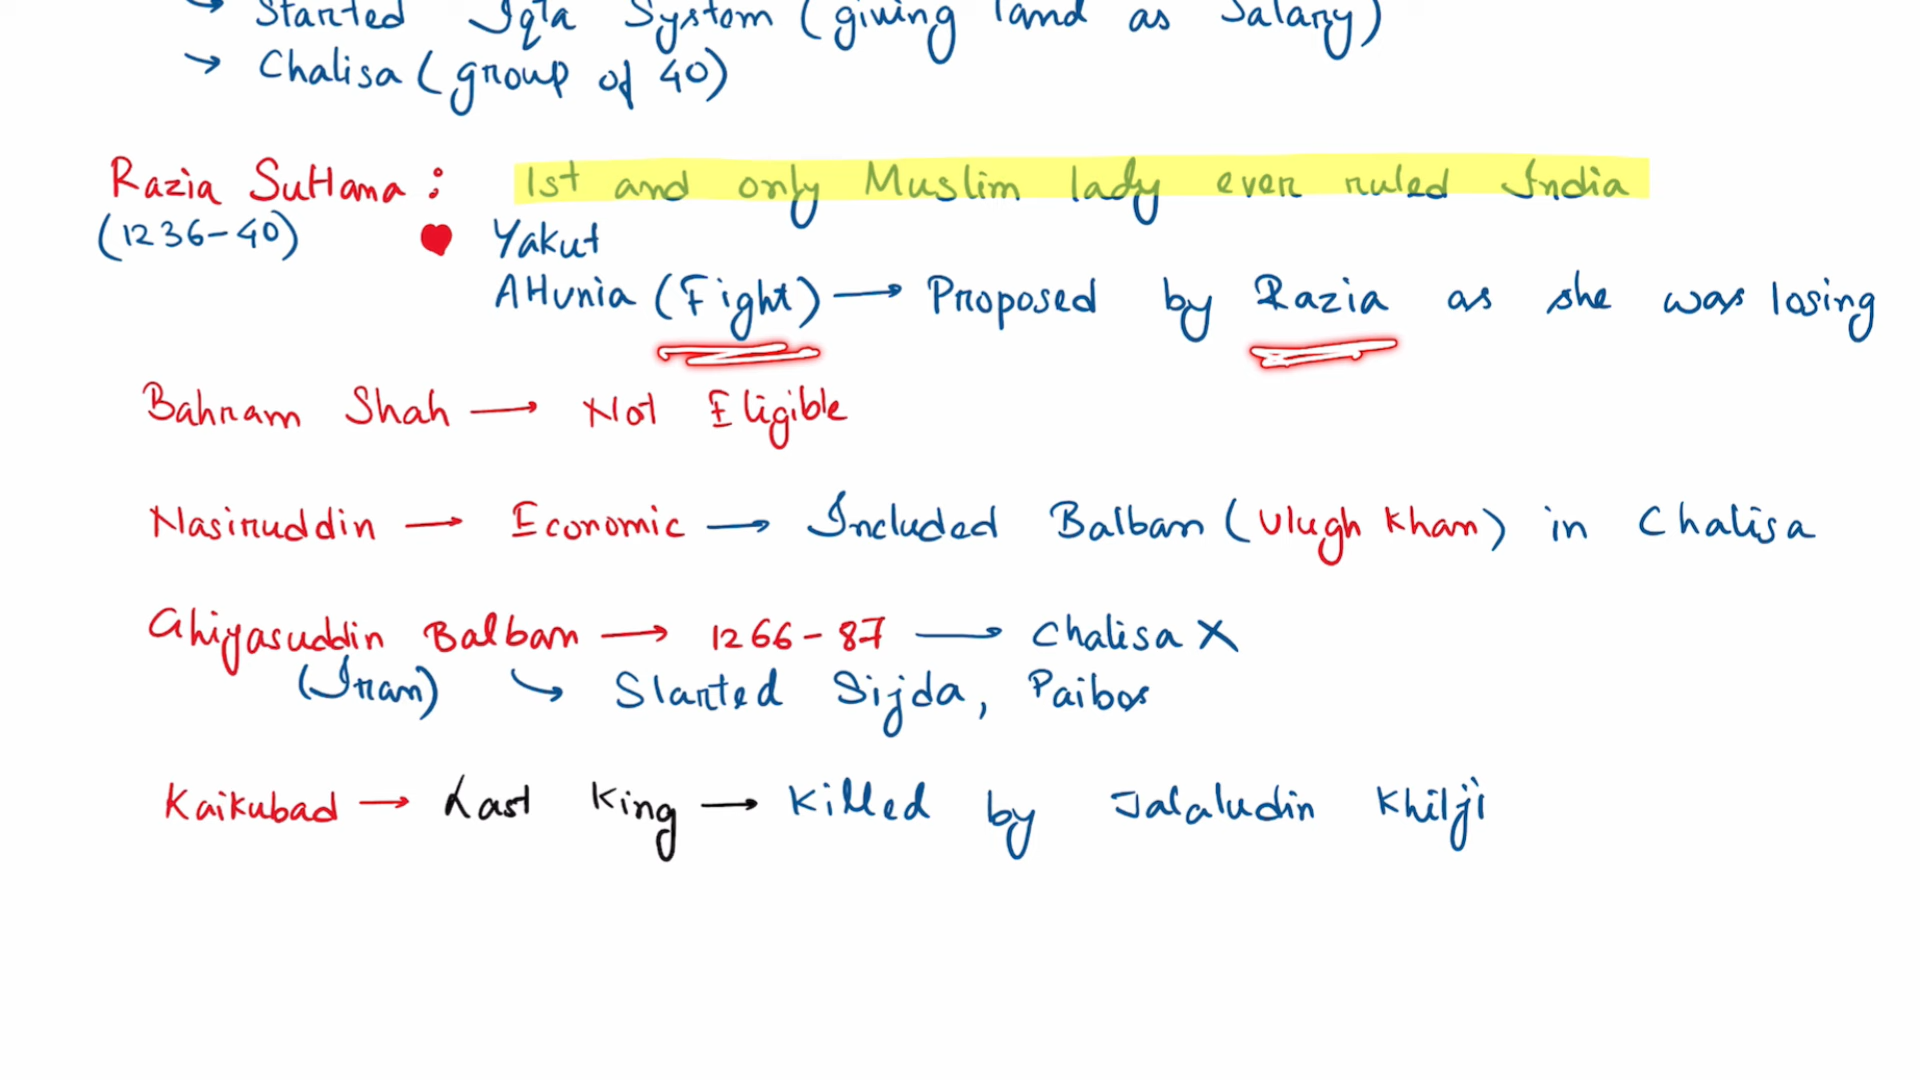 → Started Iqta System (giving land as Salary)
→ Chalisa (group of 40)
Razia Sultana : 1st and only Muslim lady ever ruled India
(1236-40) Yakut
Altunia (Fight) → Proposed by Razia as she was losing
Bahram Shah → Not Eligible
Nasiruddin → Economic → Included Balban (Ulugh Khan) in Chalisa
Ghiyasuddin Balban → 1266-87 → Chalisa X
(Iran) → Started Sijda, Paibos
Kaikubad → Last King → Killed by Jalaludin Khilji